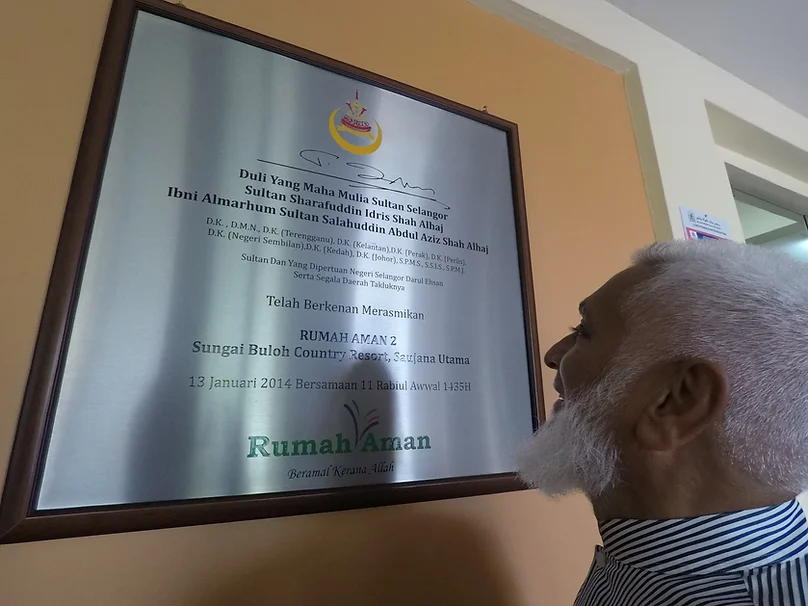 Duli Yang Maha Mulia Sultan Selangor
Sultan Sharafuddin Idris Shah Alhaj
Ibni Almarhum Sultan Salahuddin Abdul Aziz Shah Alhaj
D.K. , D.M.N., D.K. (Terengganu), D.K. (Kelantan),D.K. (Perak), D.K. (Perlis),
D.K. (Negeri Sembilan),D.K. (Kedah), D.K. (Johor), S.P.M.S., S.S.I.S., S.P.M.J.
Sultan Dan Yang Dipertuan Negeri Selangor Darul Ehsan
Serta Segala Daerah Takluknya
Telah Berkenan Merasmikan
RUMAH AMAN 2
Sungai Buloh Country Resort, Saujana Utama
13 Januari 2014 Bersamaan 11 Rabiul Awwal 1435H
Rumah Aman
Beramal Kerana Allah